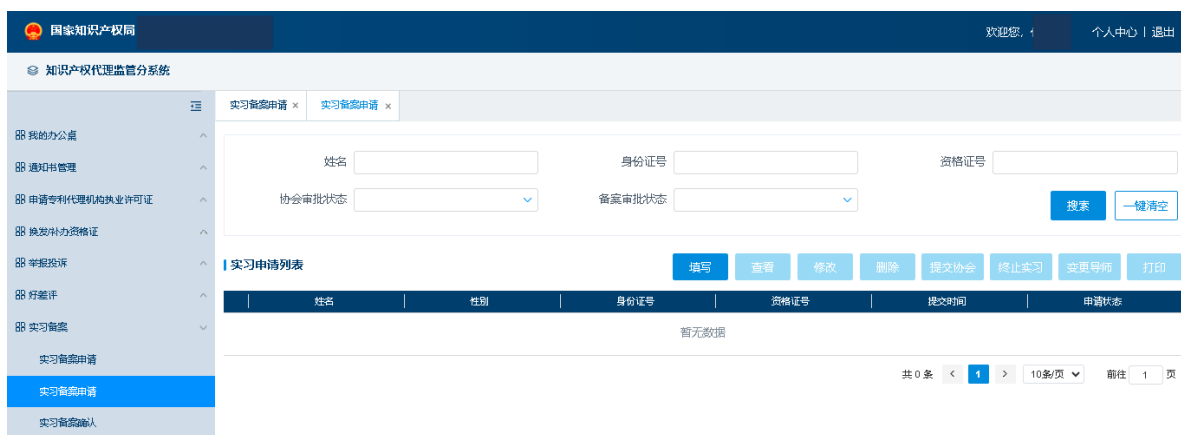 国家知识产权局
欢迎您,
个人中心 | 退出
知识产权代理监管分系统
实习备案申请 ×
实习备案申请 ×
我的办公桌
通知书管理
申请专利代理机构执业许可证
换发/补办资格证
举报投诉
好差评
实习备案
实习备案申请
实习备案申请
实习备案确认
姓名
身份证号
资格证号
协会审批状态
备案审批状态
搜索
一键清空
实习申请列表
填写
查看
修改
删除
提交协会
终止实习
变更导师
打印
姓名
性别
身份证号
资格证号
提交时间
申请状态
暂无数据
共 0 条 < 1 > 10条/页 前往 1 页